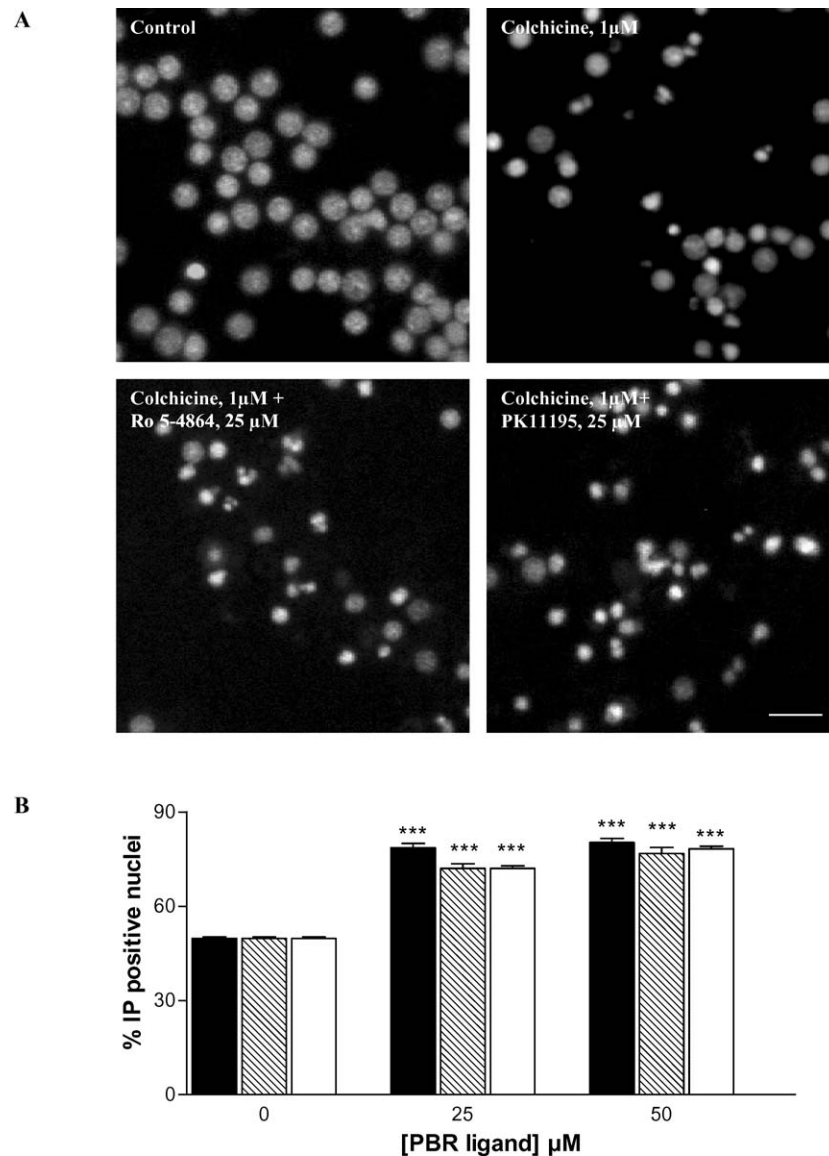 A
Control
Colchicine, 1µM
Colchicine, 1µM +
Ro 5-4864, 25 µM
Colchicine, 1µM+
PK11195, 25 µM
B
90
60
30
0
% IP positive nuclei
***
***
***
***
***
***
0
25
50
[PBR ligand] µM